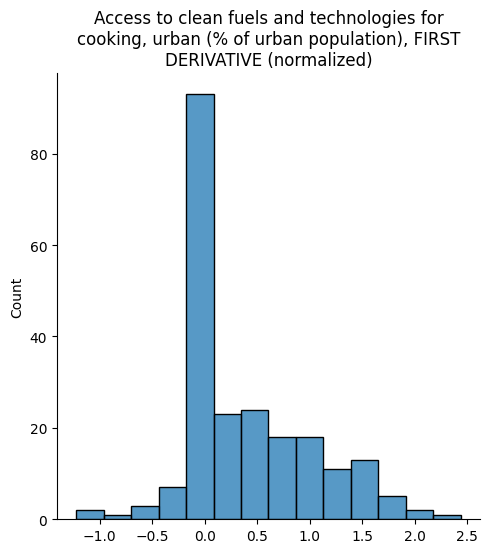 Access to clean fuels and technologies for
cooking, urban (% of urban population), FIRST
DERIVATIVE (normalized)
80
60
40
20
0
Count
−1.0 −0.5 0.0 0.5 1.0 1.5 2.0 2.5